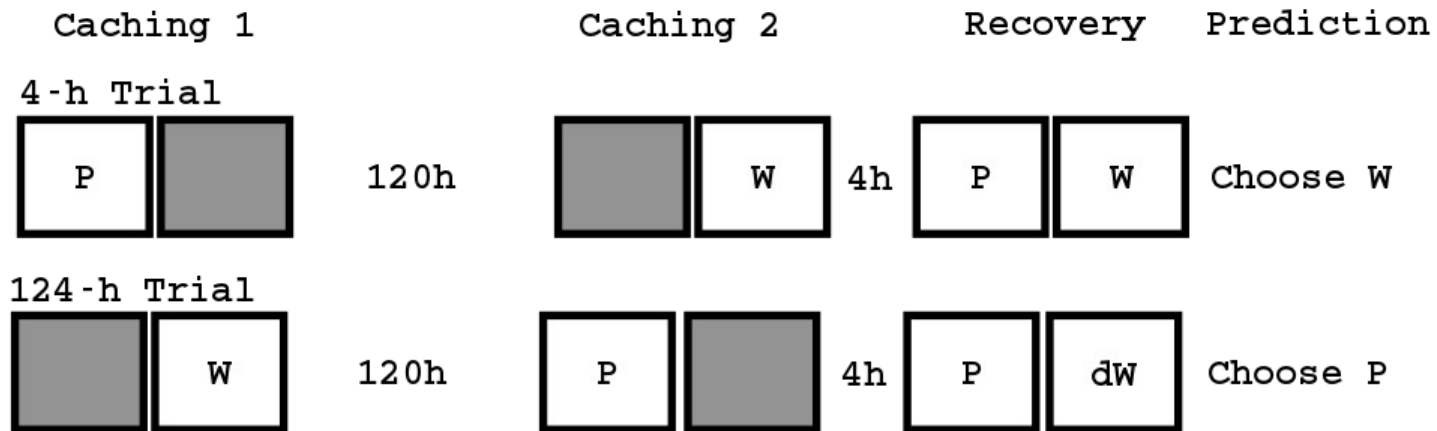 Caching 1 Caching 2 Recovery Prediction
4-h Trial
P 120h W 4h P W Choose W
124-h Trial
W 120h P 4h P dW Choose P